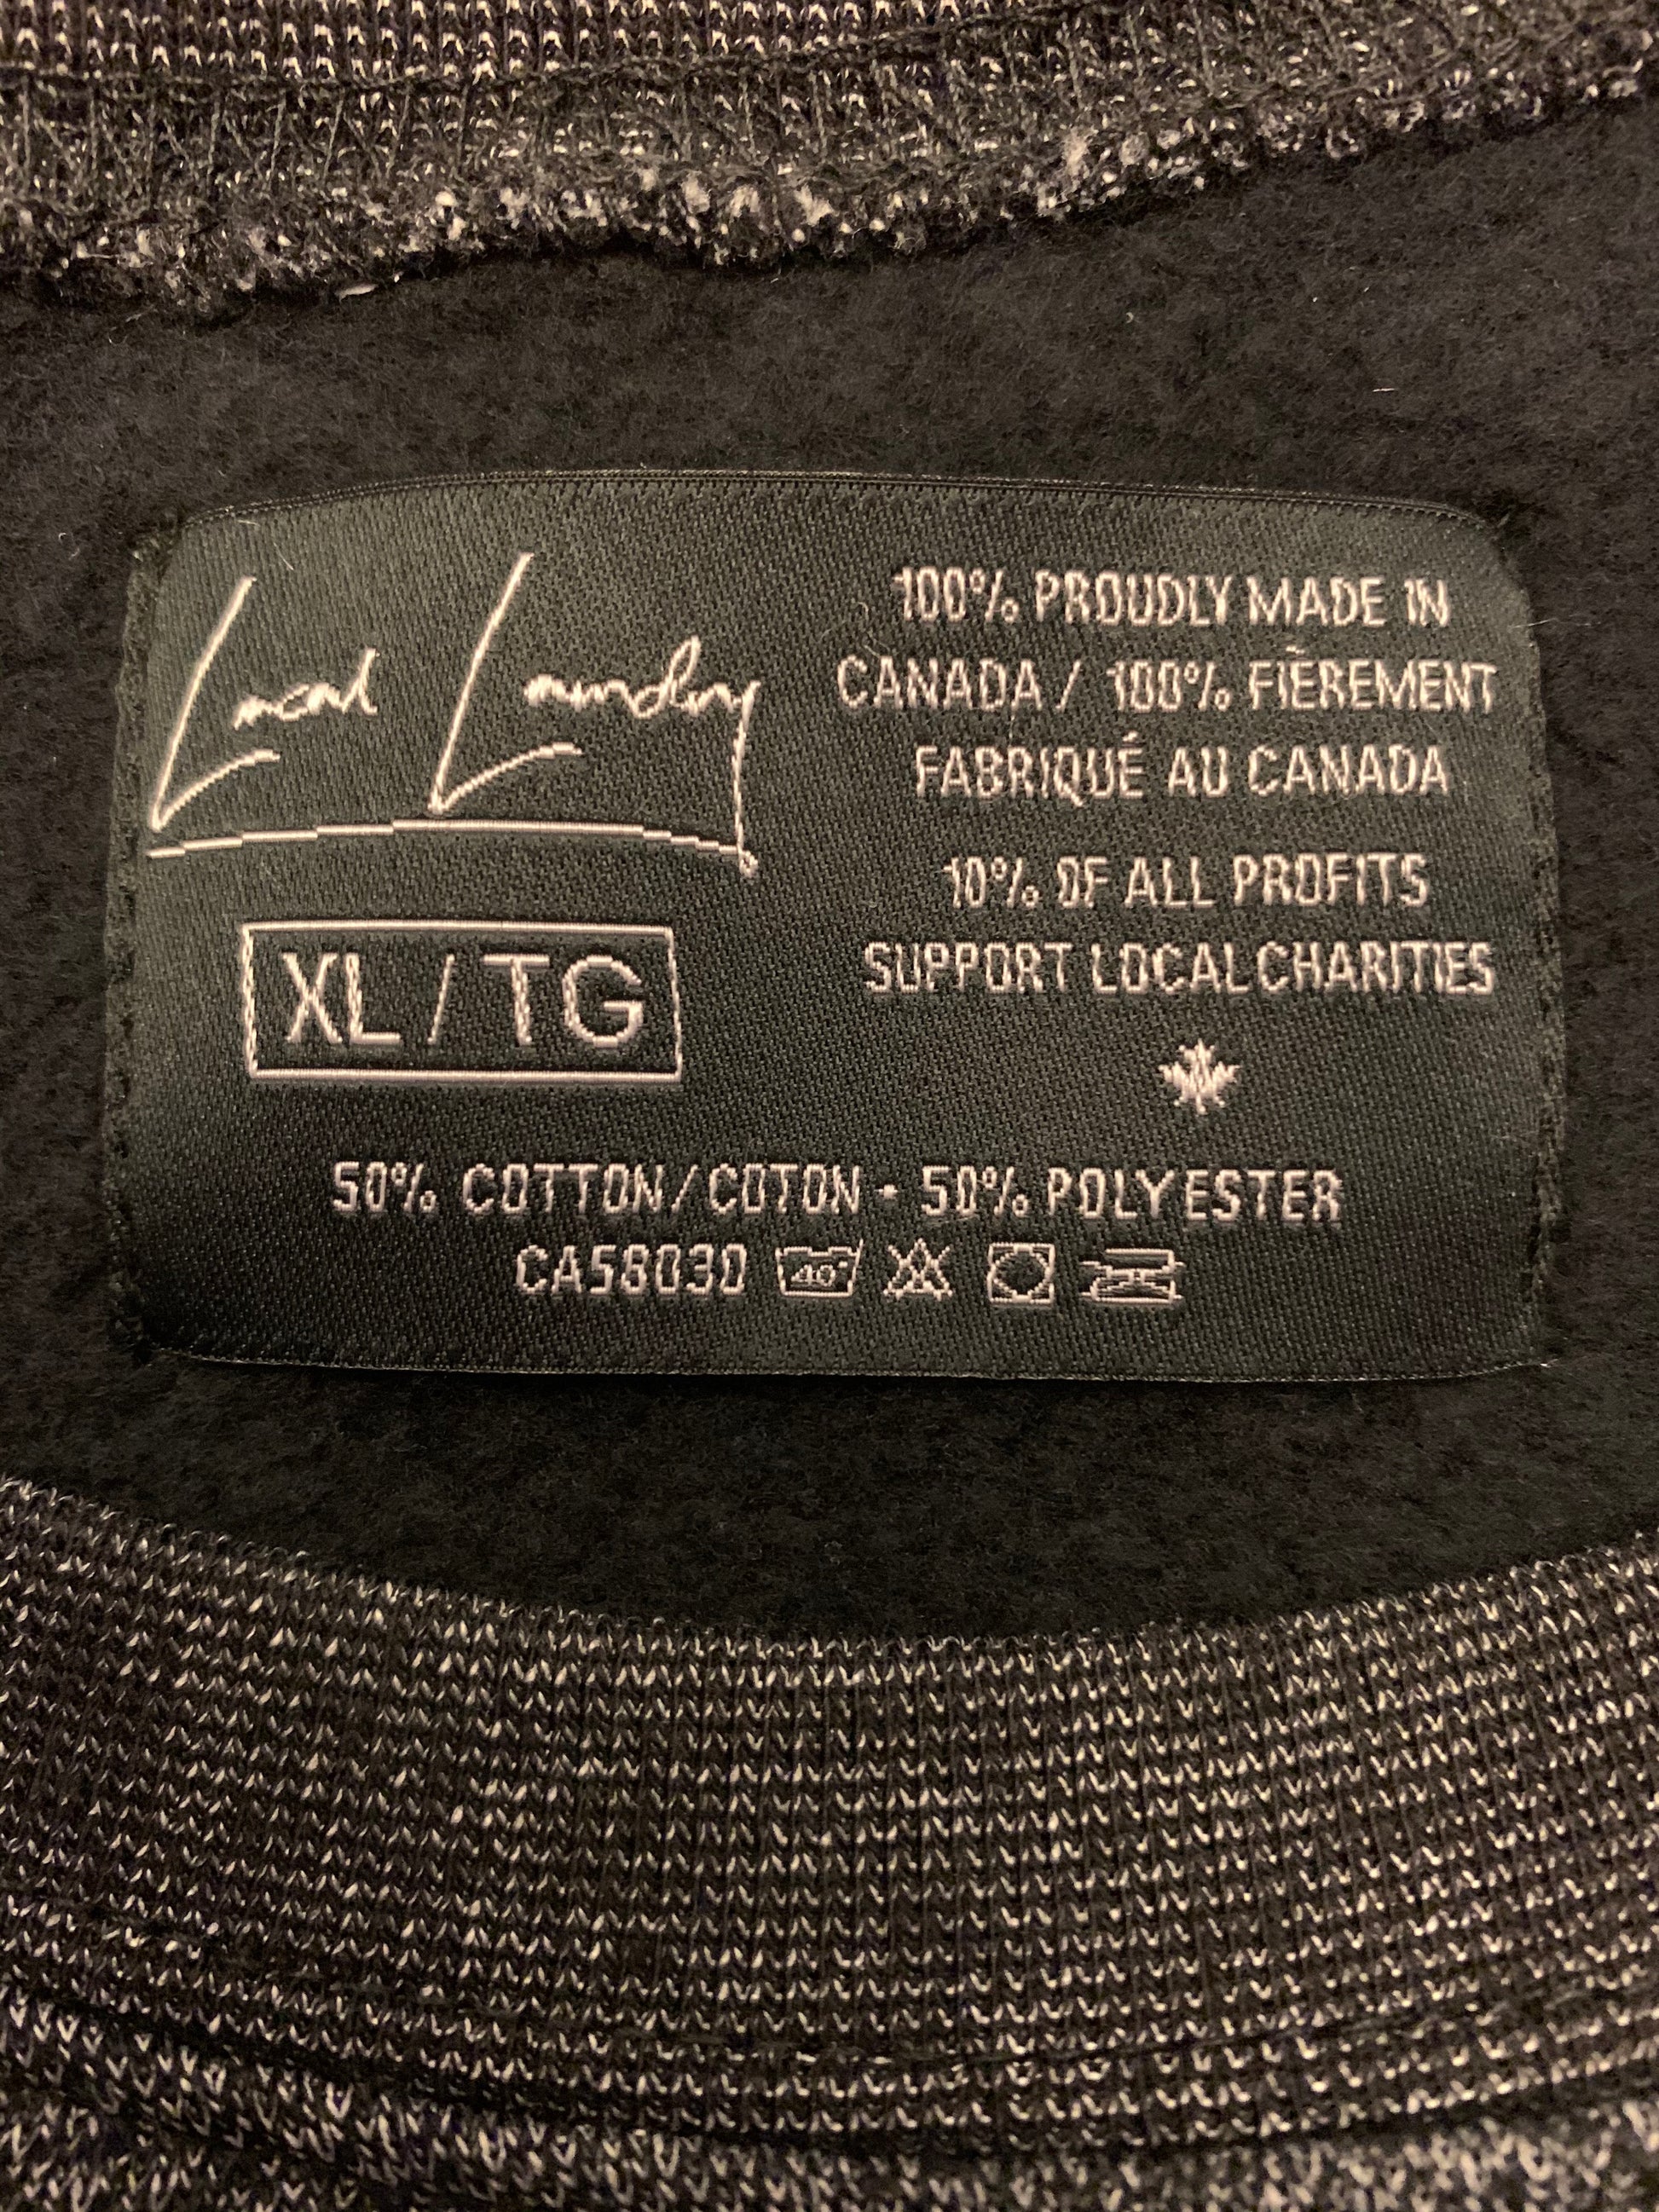 Local Laundry
XL / TG
100% PROUDLY MADE IN
CANADA / 100% FIÈREMENT
FABRIQUÉ AU CANADA
10% OF ALL PROFITS
SUPPORT LOCAL CHARITIES
50% COTTON/COTON - 50% POLYESTER
CA58030 40°